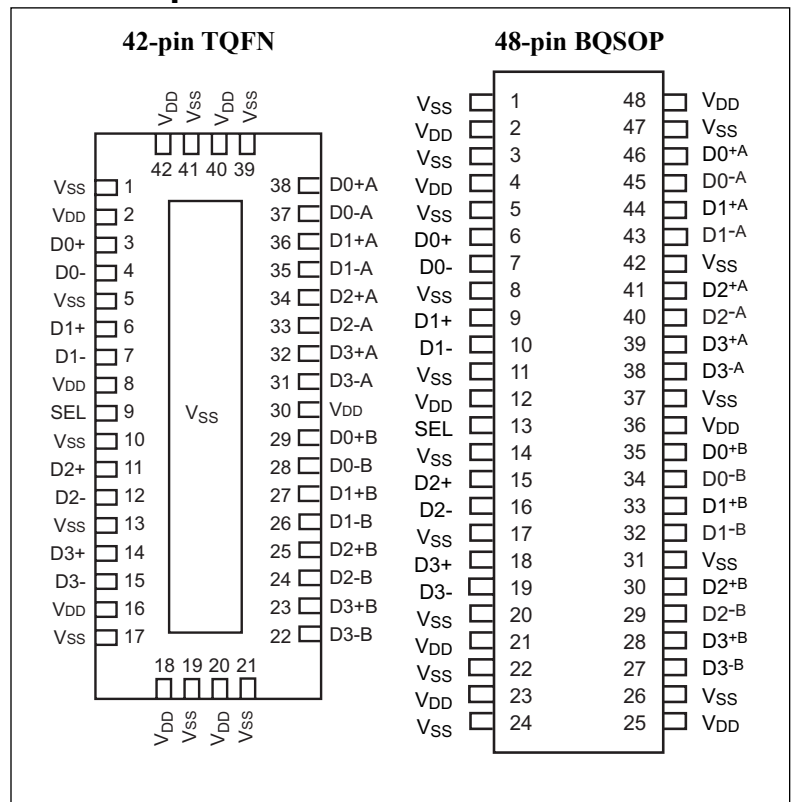 42-pin TQFN
VDD VSS VDD VSS
42 41 40 39
VSS 1
VDD 2
D0+ 3
D0- 4
VSS 5
D1+ 6
D1- 7
VDD 8
SEL 9
VSS 10
D2+ 11
D2- 12
VSS 13
D3+ 14
D3- 15
VDD 16
VSS 17
VSS
38 D0+A
37 D0-A
36 D1+A
35 D1-A
34 D2+A
33 D2-A
32 D3+A
31 D3-A
30 VDD
29 D0+B
28 D0-B
27 D1+B
26 D1-B
25 D2+B
24 D2-B
23 D3+B
22 D3-B
18 19 20 21
VDD VSS VDD VSS
48-pin BQSOP
VSS 1 48 VDD
VDD 2 47 VSS
VSS 3 46 D0+A
VDD 4 45 D0-A
VSS 5 44 D1+A
D0+ 6 43 D1-A
D0- 7 42 VSS
VSS 8 41 D2+A
D1+ 9 40 D2-A
D1- 10 39 D3+A
VSS 11 38 D3-A
VDD 12 37 VSS
SEL 13 36 VDD
VSS 14 35 D0+B
D2+ 15 34 D0-B
D2- 16 33 D1+B
VSS 17 32 D1-B
D3+ 18 31 VSS
D3- 19 30 D2+B
VSS 20 29 D2-B
VDD 21 28 D3+B
VSS 22 27 D3-B
VDD 23 26 VSS
VSS 24 25 VDD